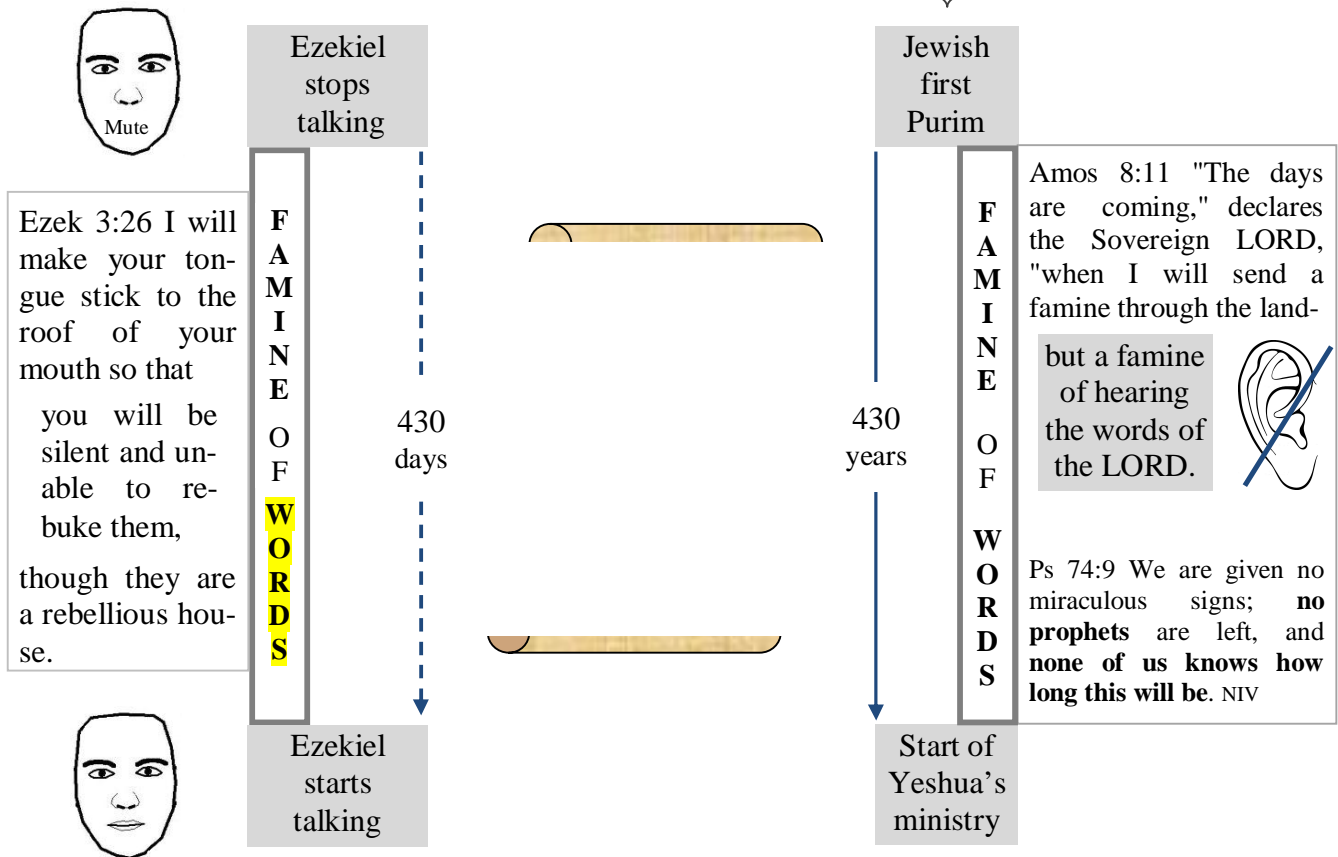 Mute
Ezekiel
stops
talking
Ezek 3:26 I will
make your ton-
gue stick to the
roof of your
mouth so that
you will be
silent and un-
able to re-
buke them,
though they are
a rebellious hou-
se.
F
A
M
I
N
E
O
F
W
O
R
D
S
430
days
Ezekiel
starts
talking
Jewish
first
Purim
430
years
F
A
M
I
N
E
O
F
W
O
R
D
S
Start of
Yeshua’s
ministry
Amos 8:11 "The days
are coming," declares
the Sovereign LORD,
"when I will send a
famine through the land-
but a famine
of hearing
the words of
the LORD.
Ps 74:9 We are given no
miraculous signs; no
prophets are left, and
none of us knows how
long this will be. NIV